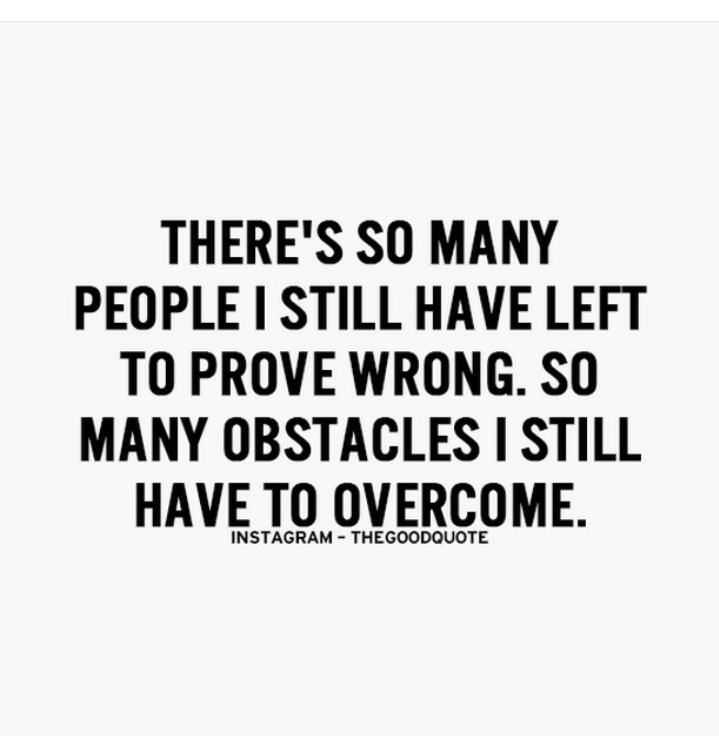 THERE'S SO MANY
PEOPLE I STILL HAVE LEFT
TO PROVE WRONG. SO
MANY OBSTACLES I STILL
HAVE TO OVERCOME.
INSTAGRAM - THEGOODQUOTE